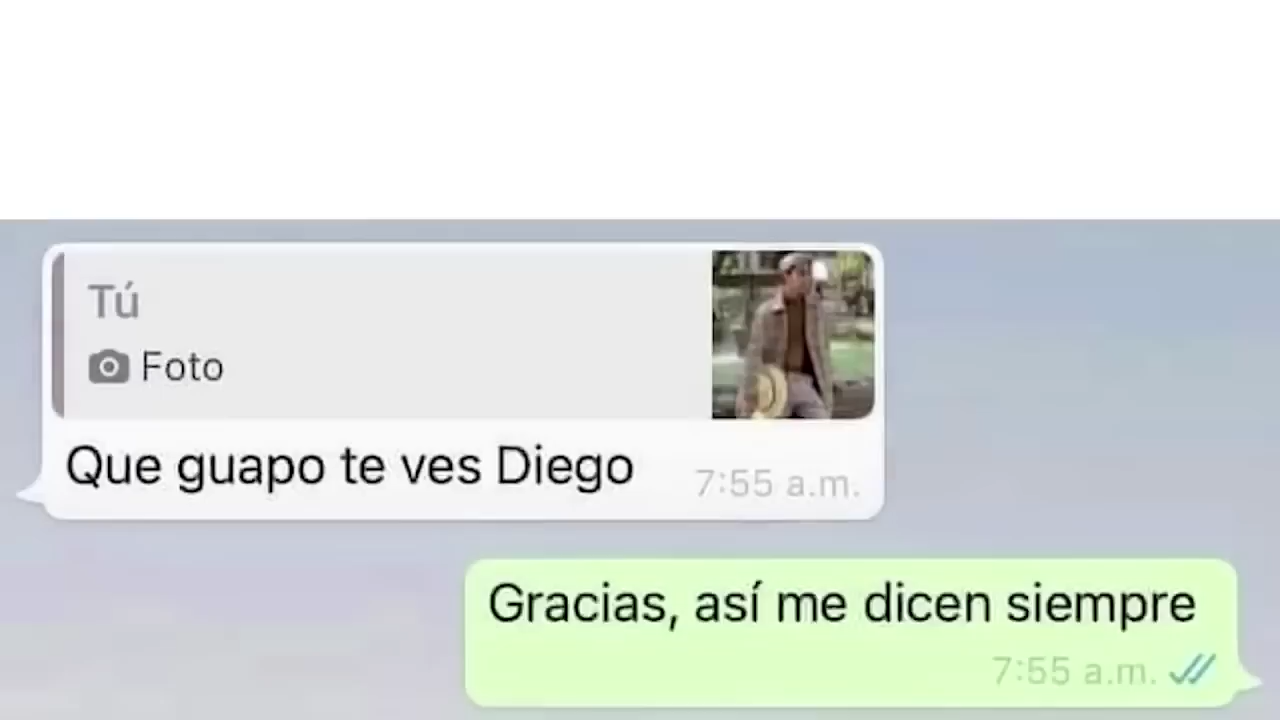 Tú
Foto
Que guapo te ves Diego
7:55 a.m.
Gracias, así me dicen siempre
7:55 a.m.